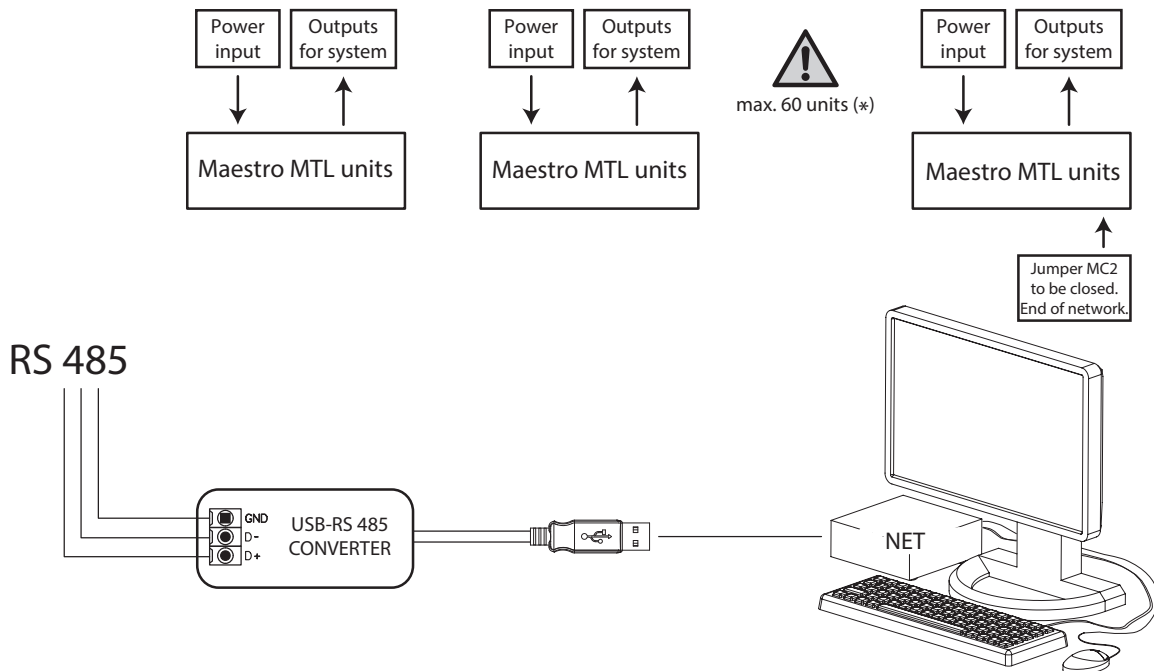 Power
input
Outputs
for system
Maestro MTL units
Power
input
Outputs
for system
Maestro MTL units
max. 60 units (*)
Power
input
Outputs
for system
Maestro MTL units
Jumper MC2
to be closed.
End of network.
RS 485
GND
D-
D+
USB-RS 485
CONVERTER
NET